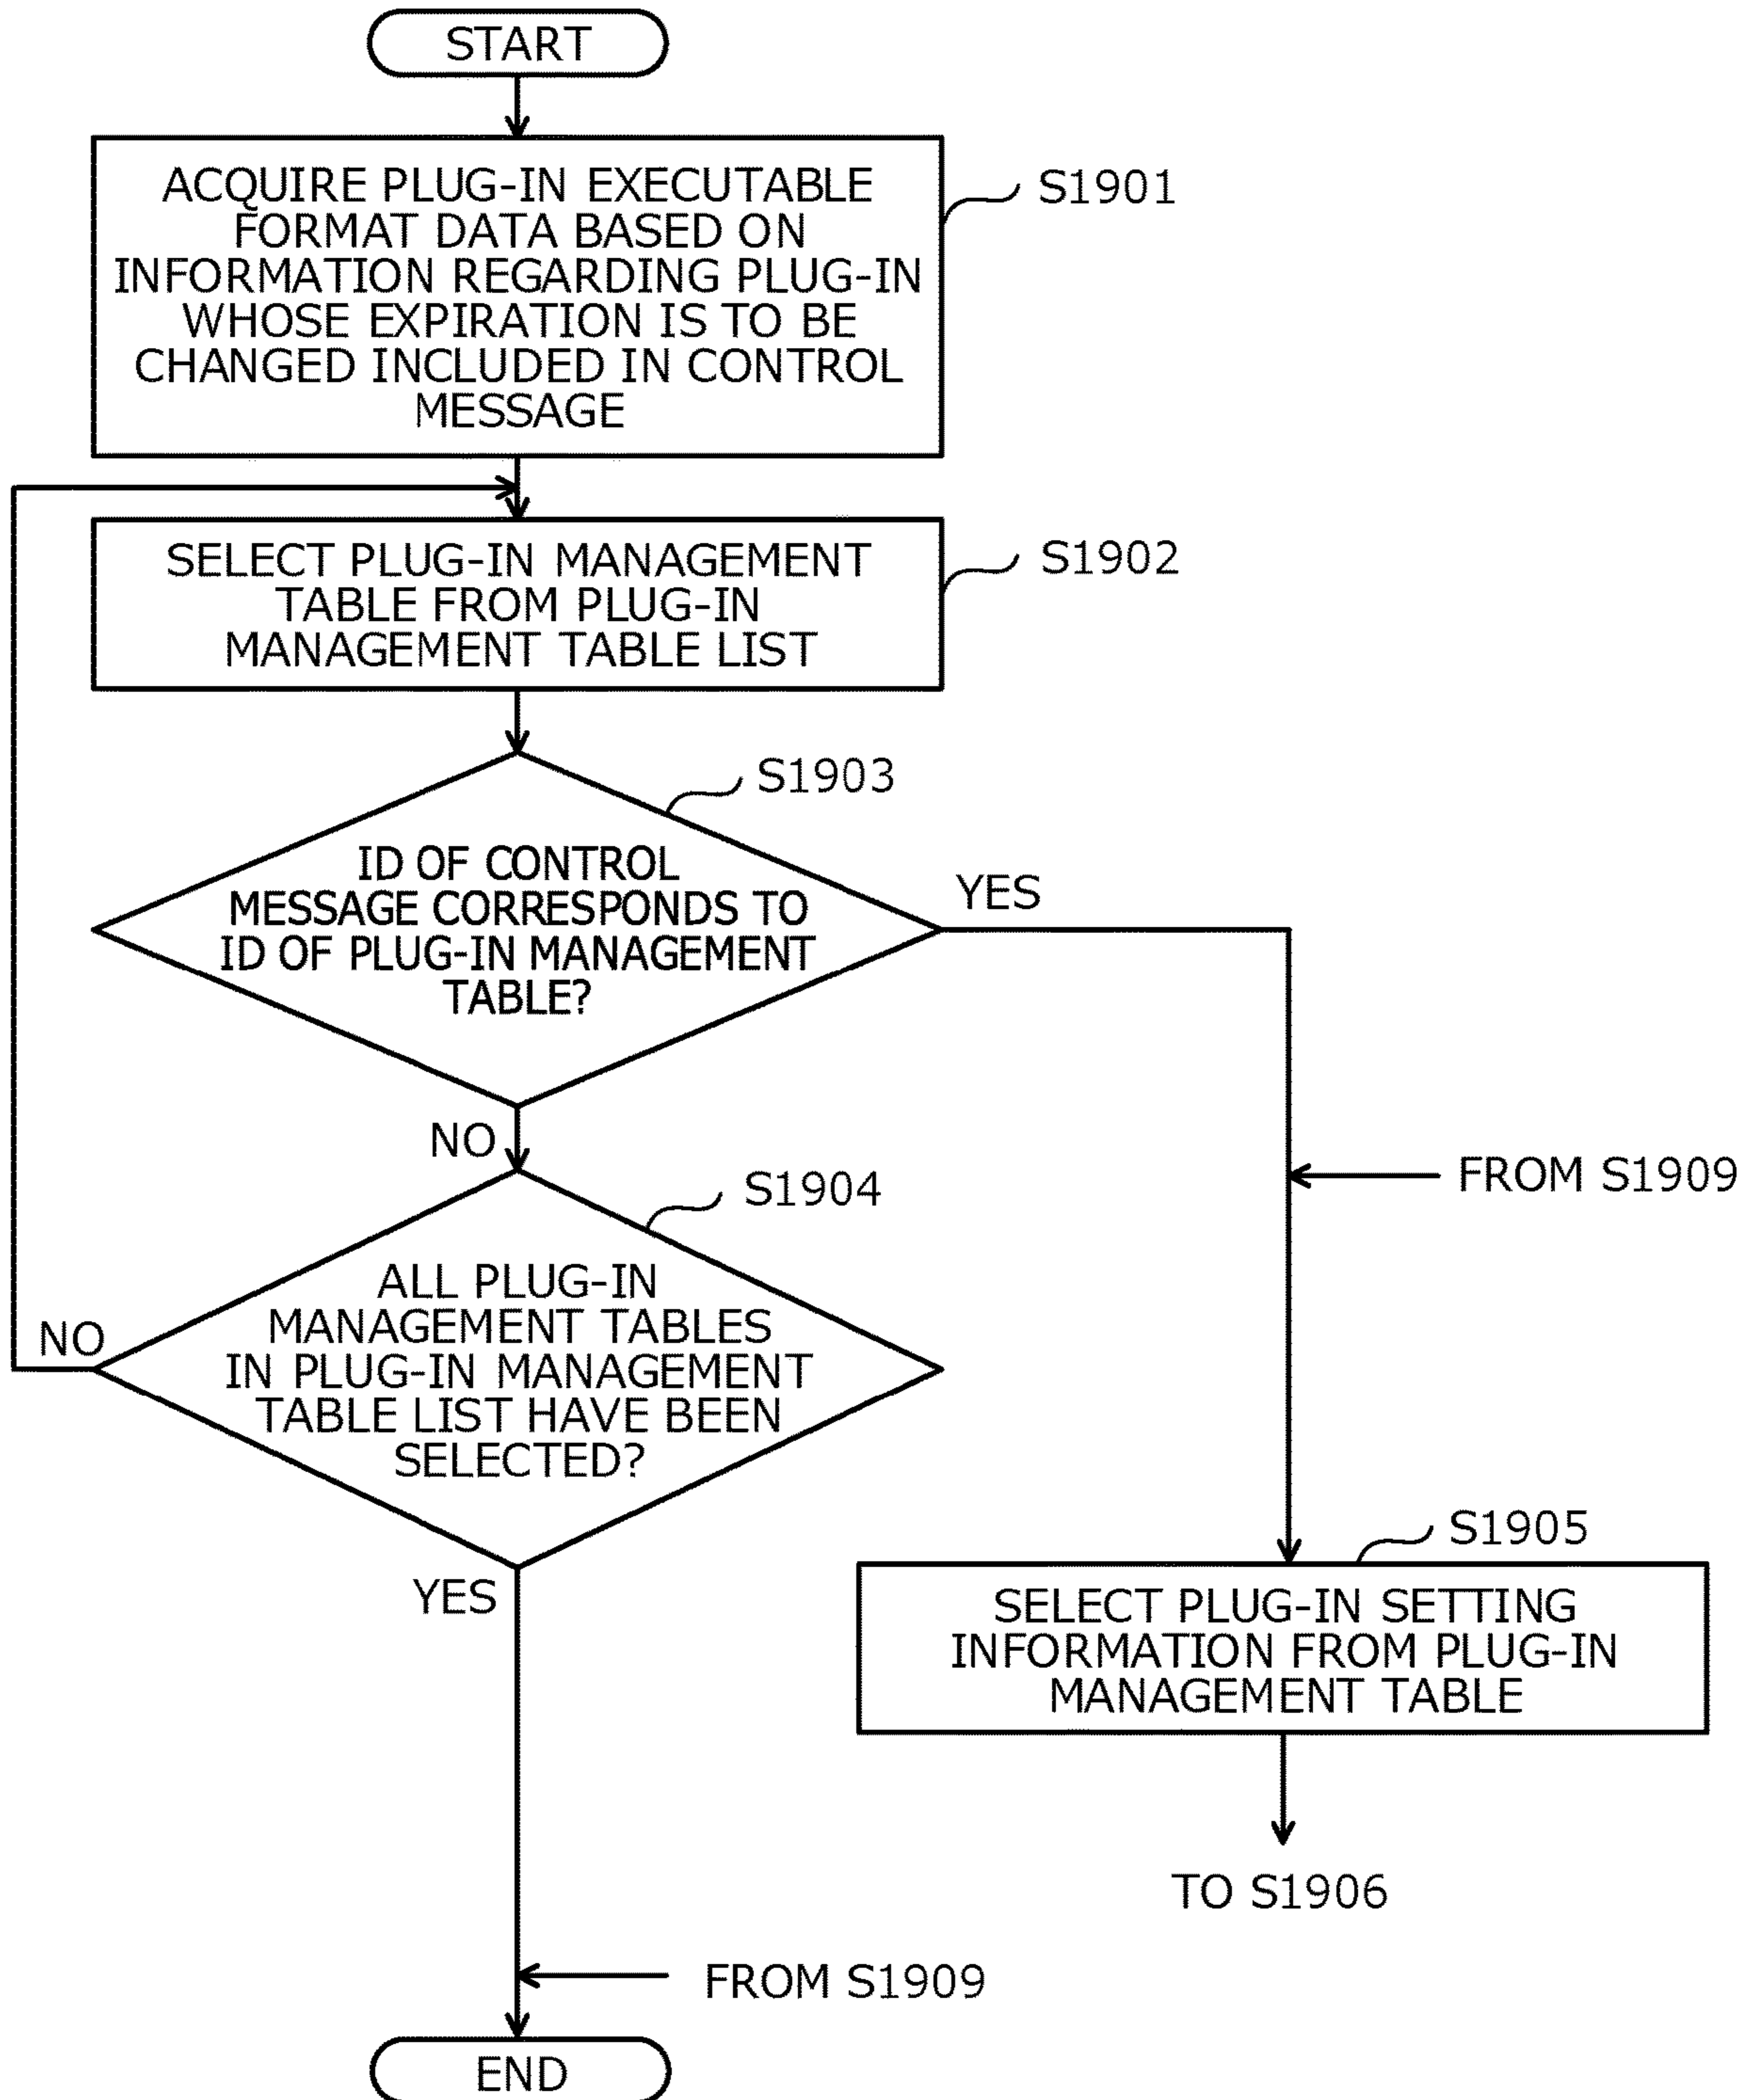 START
ACQUIRE PLUG-IN EXECUTABLE
FORMAT DATA BASED ON
INFORMATION REGARDING PLUG-IN
WHOSE EXPIRATION IS TO BE
CHANGED INCLUDED IN CONTROL
MESSAGE
S1901
SELECT PLUG-IN MANAGEMENT
TABLE FROM PLUG-IN
MANAGEMENT TABLE LIST
S1902
S1903
ID OF CONTROL
MESSAGE CORRESPONDS TO
ID OF PLUG-IN MANAGEMENT
TABLE?
YES
NO
FROM S1909
S1904
ALL PLUG-IN
MANAGEMENT TABLES
IN PLUG-IN MANAGEMENT
TABLE LIST HAVE BEEN
SELECTED?
NO
YES
S1905
SELECT PLUG-IN SETTING
INFORMATION FROM PLUG-IN
MANAGEMENT TABLE
TO S1906
FROM S1909
END